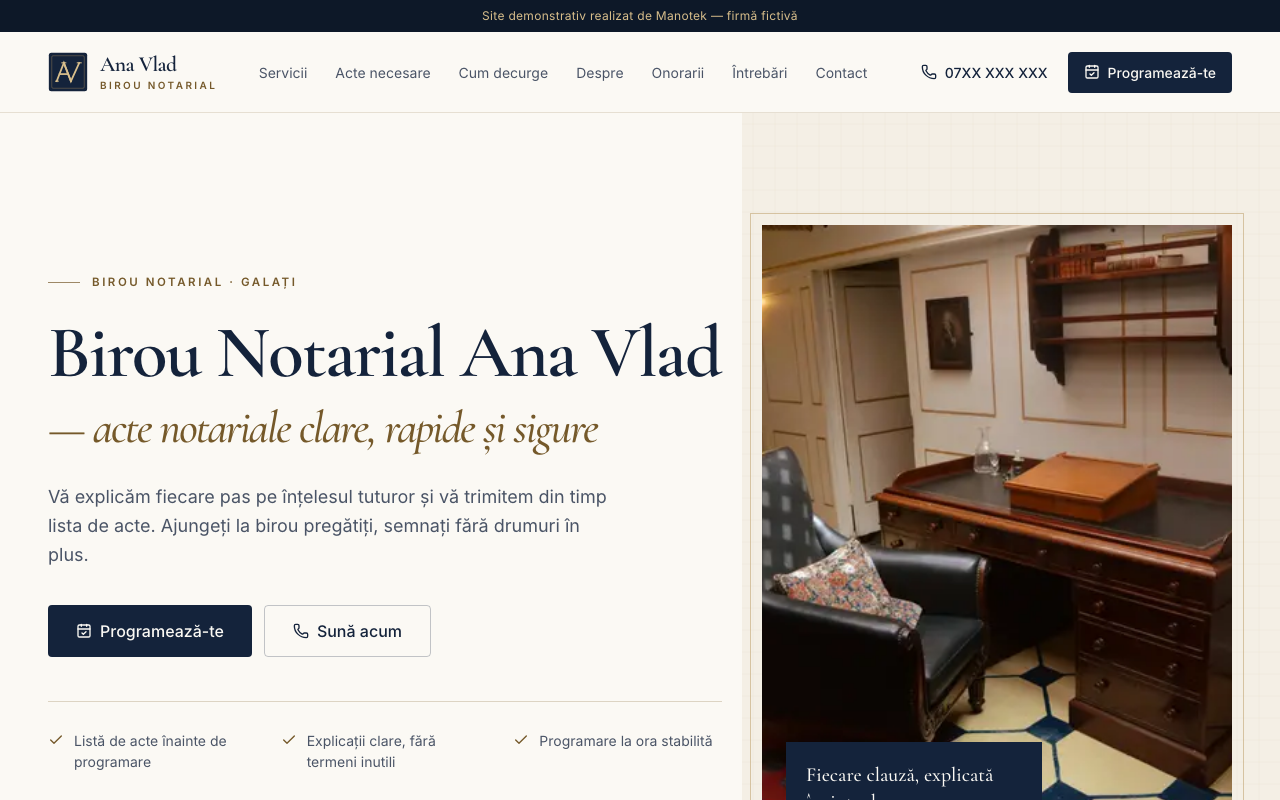 Site demonstrativ realizat de Manotek — firmă fictivă
Ana Vlad
BIROU NOTARIAL
Servicii
Acte necesare
Cum decurge
Despre
Onorarii
Întrebări
Contact
07XX XXX XXX
Programează-te
BIROU NOTARIAL · GALAȚI
Birou Notarial Ana Vlad
— acte notariale clare, rapide și sigure
Vă explicăm fiecare pas pe înțelesul tuturor și vă trimitem din timp
lista de acte. Ajungeți la birou pregătiți, semnați fără drumuri în
plus.
Programează-te
Sună acum
Listă de acte înainte de
programare
Explicații clare, fără
termeni inutili
Programare la ora stabilită
Fiecare clauză, explicată